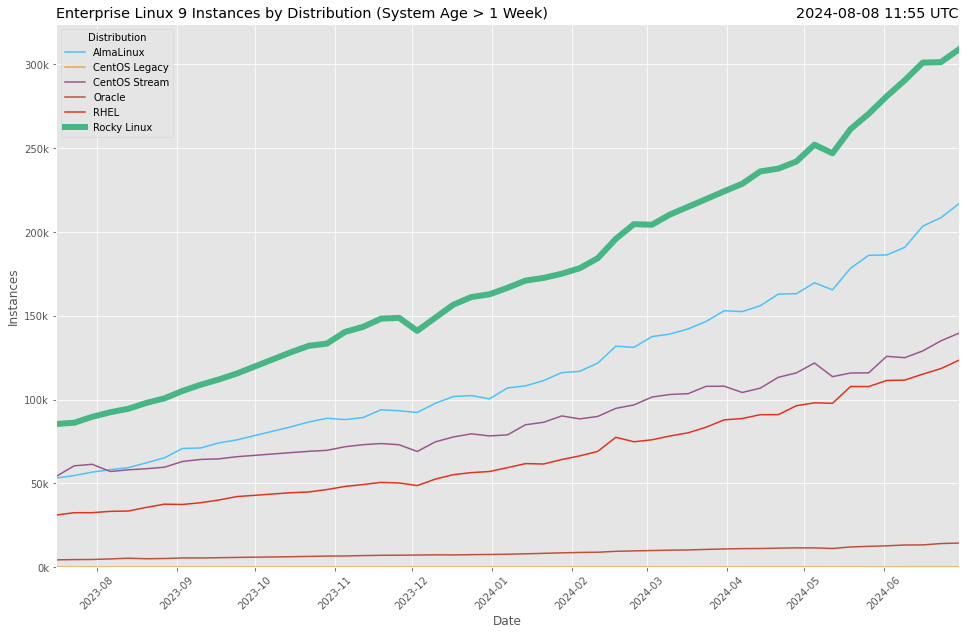 Enterprise Linux 9 Instances by Distribution (System Age > 1 Week)
2024-08-08 11:55 UTC
Distribution
AlmaLinux
CentOS Legacy
CentOS Stream
Oracle
RHEL
Rocky Linux
300k
250k
200k
150k
100k
50k
0k
Instances
2023-08
2023-09
2023-10
2023-11
2023-12
2024-01
2024-02
2024-03
2024-04
2024-05
2024-06
Date